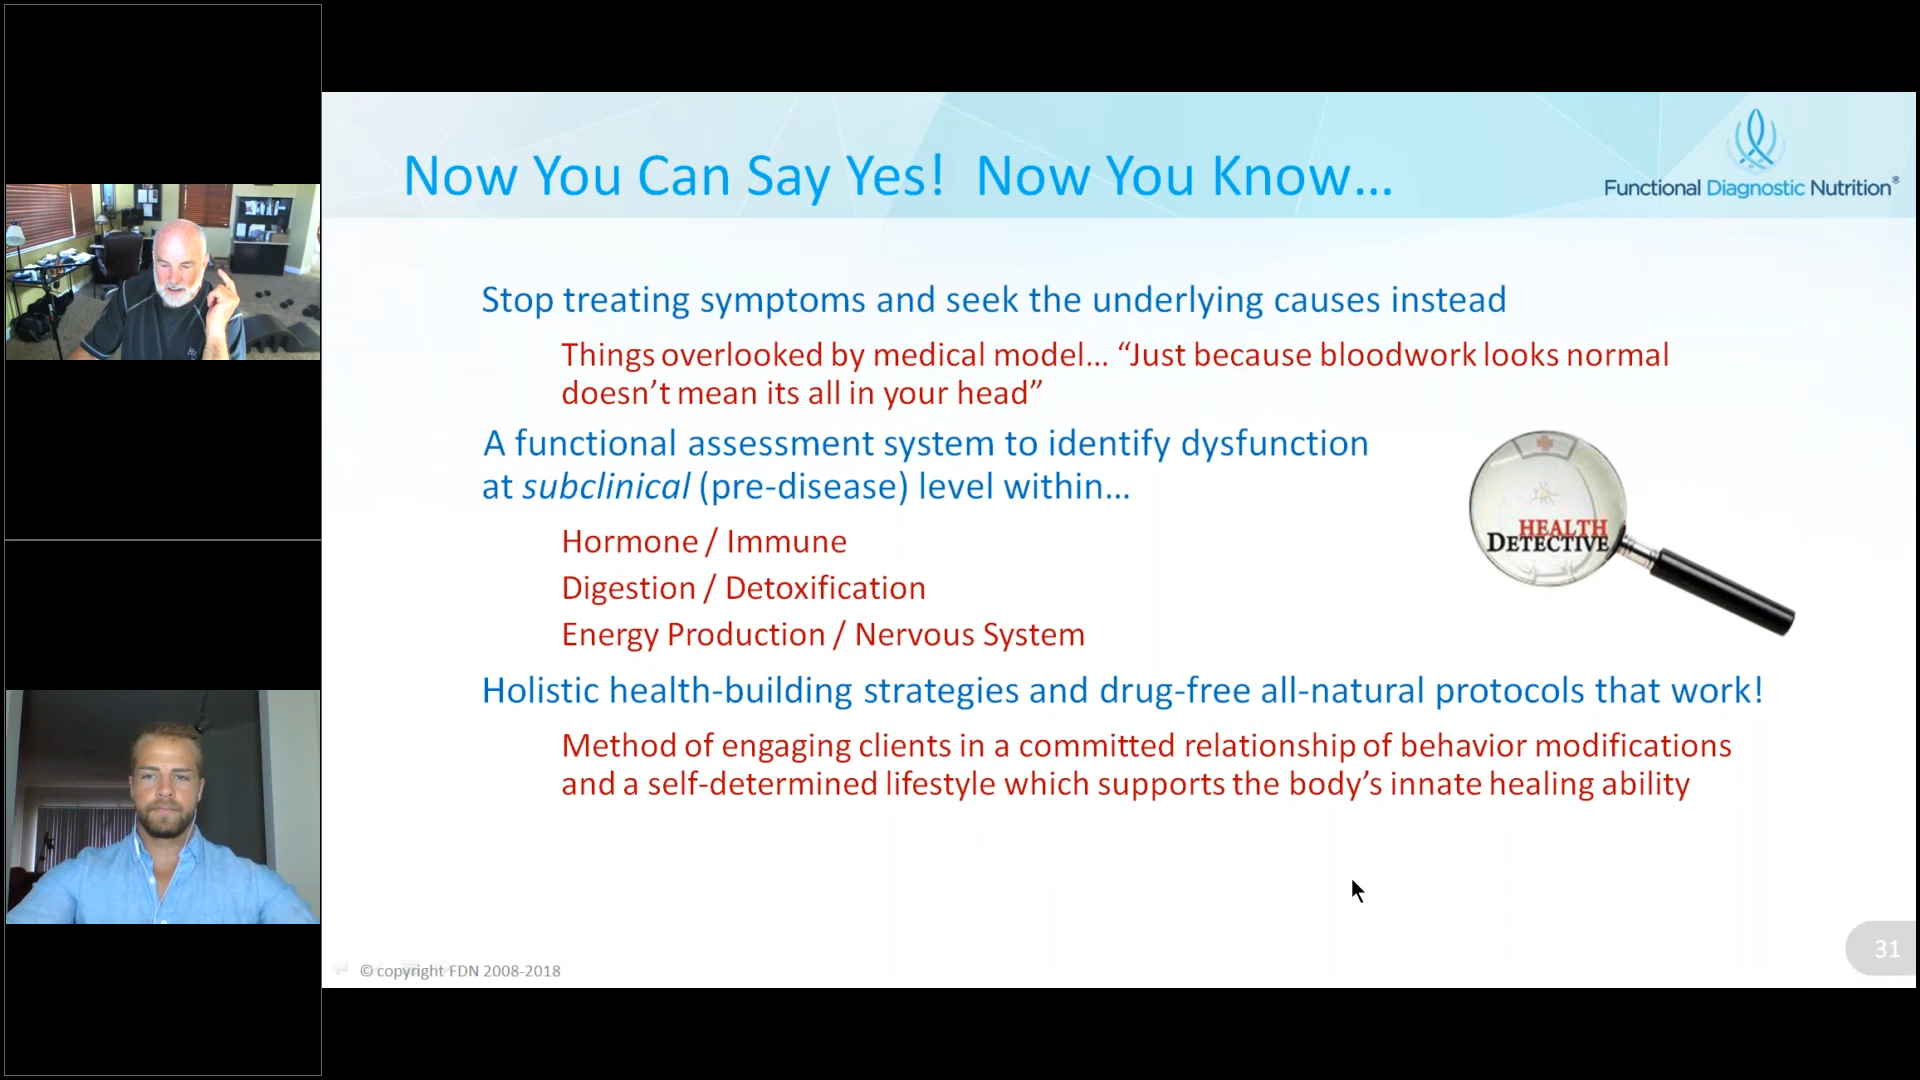 Now You Can Say Yes!  Now You Know...
Functional Diagnostic Nutrition®
Stop treating symptoms and seek the underlying causes instead
Things overlooked by medical model... “Just because bloodwork looks normal
doesn’t mean its all in your head”
A functional assessment system to identify dysfunction
at subclinical (pre-disease) level within...
HEALTH
DETECTIVE
Hormone / Immune
Digestion / Detoxification
Energy Production / Nervous System
Holistic health-building strategies and drug-free all-natural protocols that work!
Method of engaging clients in a committed relationship of behavior modifications
and a self-determined lifestyle which supports the body’s innate healing ability
31
© copyright FDN 2008-2018